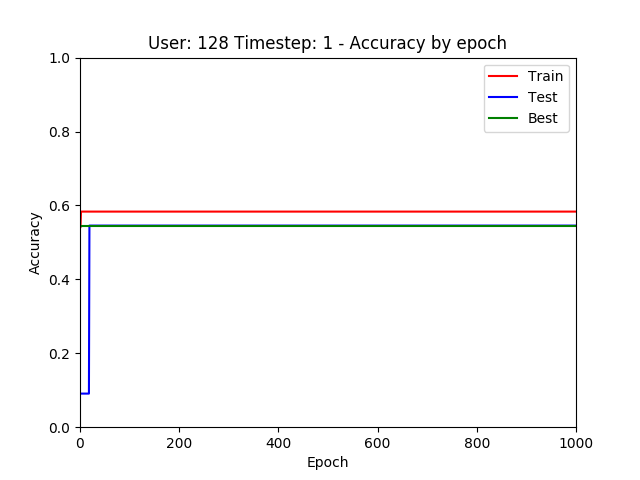 User: 128 Timestep: 1 - Accuracy by epoch
1.0
0.8
0.6
0.4
0.2
0.0
Accuracy
Train
Test
Best
0 200 400 600 800 1000
Epoch